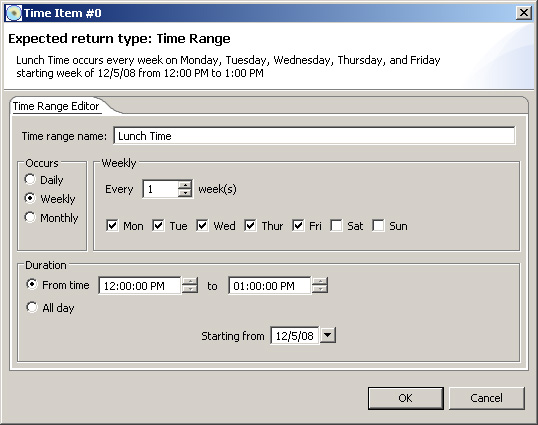 Time Item #0
Expected return type: Time Range
Lunch Time occurs every week on Monday, Tuesday, Wednesday, Thursday, and Friday
starting week of 12/5/08 from 12:00 PM to 1:00 PM
Time Range Editor
Time range name: Lunch Time
Occurs
Daily
Weekly
Monthly
Weekly
Every 1 week(s)
Mon Tue Wed Thur Fri Sat Sun
Duration
From time 12:00:00 PM to 01:00:00 PM
All day
Starting from 12/5/08
OK Cancel